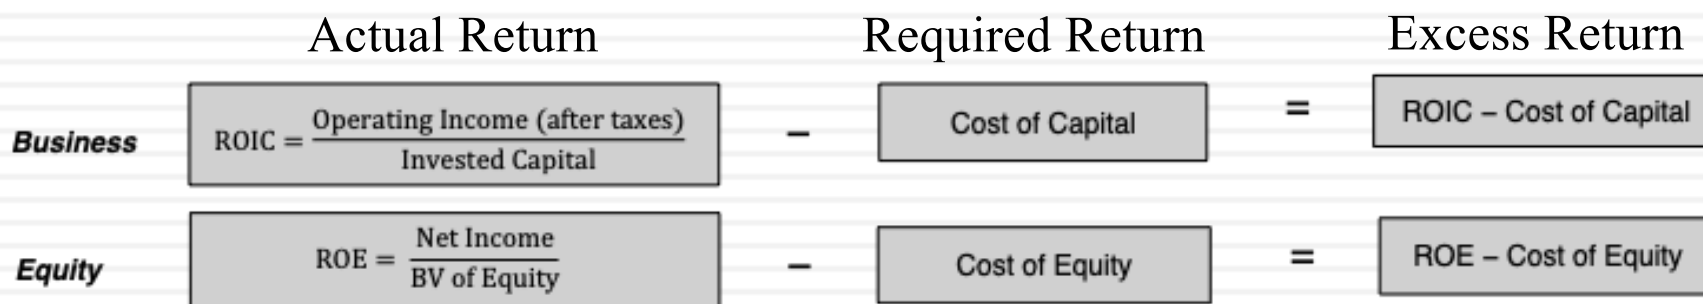 Actual Return Required Return Excess Return
Business ROIC = Operating Income (after taxes) / Invested Capital – Cost of Capital = ROIC – Cost of Capital
Equity ROE = Net Income / BV of Equity – Cost of Equity = ROE – Cost of Equity